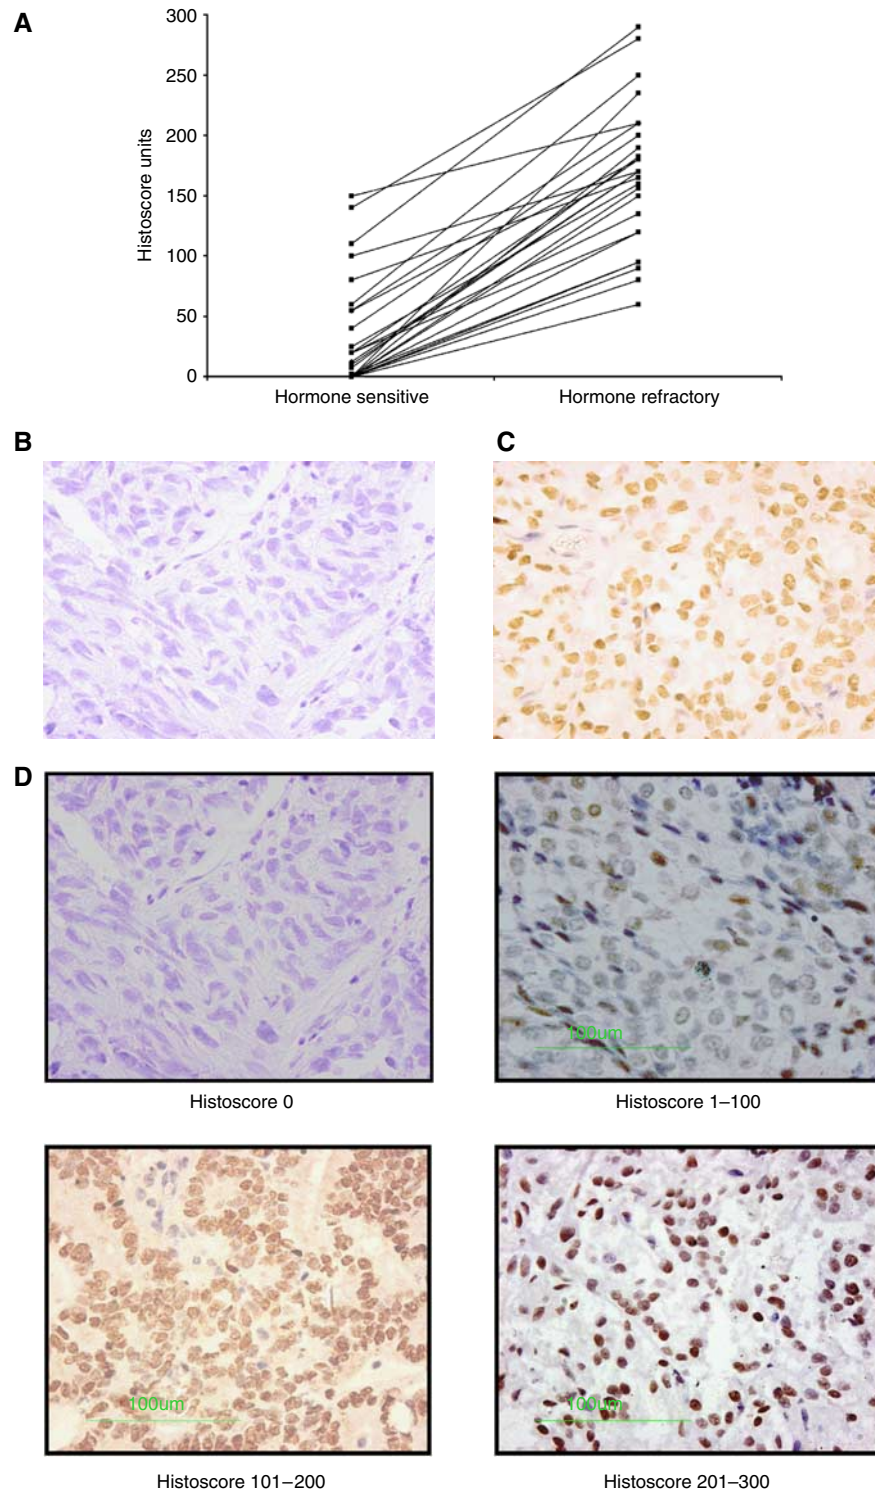 A
300
250
200
150
100
50
0
Histoscore units
Hormone sensitive
Hormone refractory
B
C
D
100um
Histoscore 0
Histoscore 1–100
100um
100um
Histoscore 101–200
Histoscore 201–300